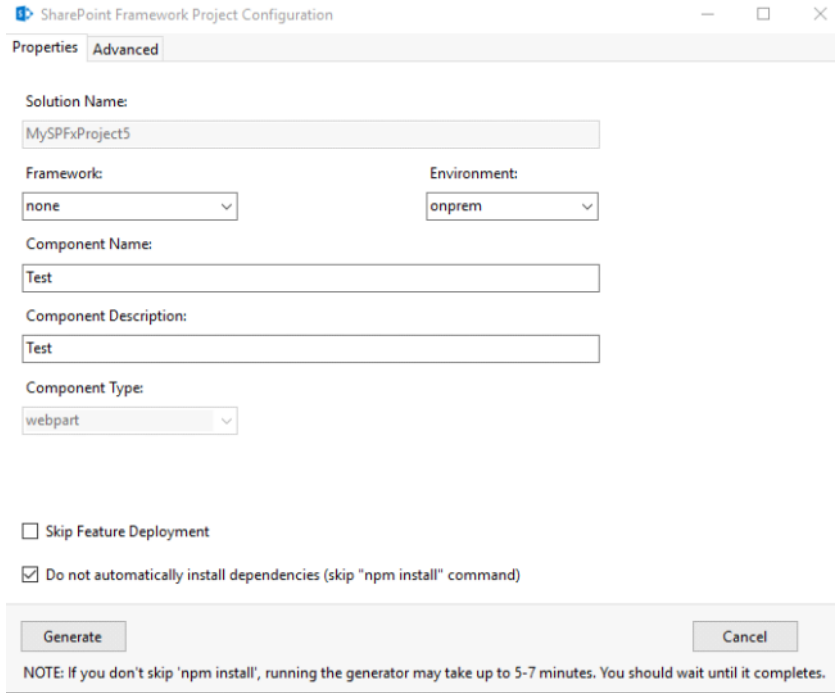 SharePoint Framework Project Configuration
Properties Advanced
Solution Name:
MySPFxProject5
Framework: Environment:
none onprem
Component Name:
Test
Component Description:
Test
Component Type:
webpart
Skip Feature Deployment
Do not automatically install dependencies (skip "npm install" command)
Generate Cancel
NOTE: If you don't skip 'npm install', running the generator may take up to 5-7 minutes. You should wait until it completes.